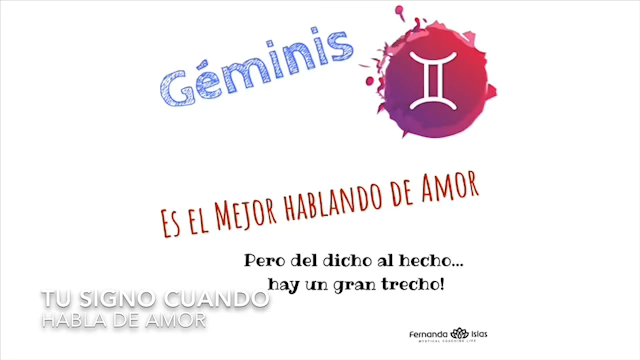 Géminis
Es el Mejor hablando de Amor
Pero del dicho al hecho...
hay un gran trecho!
TU SIGNO CUANDO
HABLA DE AMOR
Fernanda Islas